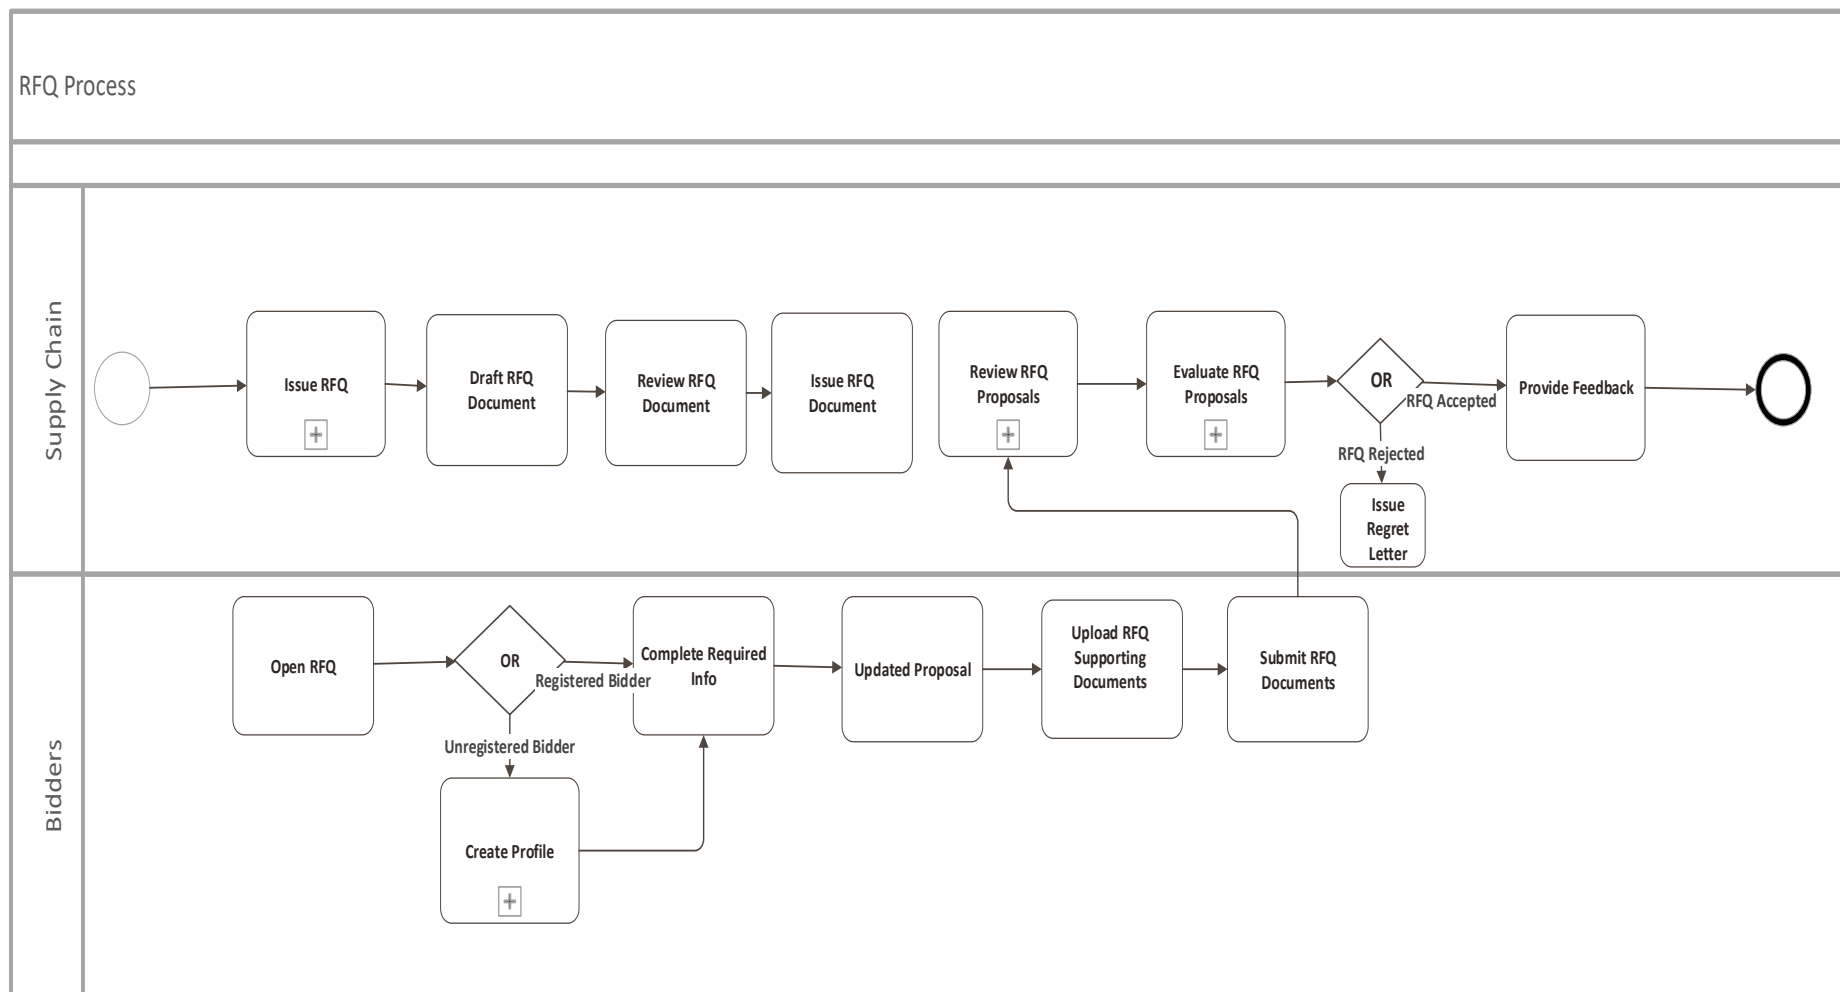 RFQ Process
Supply Chain
Issue RFQ
Draft RFQ
Document
Review RFQ
Document
Issue RFQ
Document
Review RFQ
Proposals
Evaluate RFQ
Proposals
OR
RFQ Accepted
Provide Feedback
RFQ Rejected
Issue
Regret
Letter
Bidders
Open RFQ
OR
Registered Bidder
Complete Required
Info
Updated Proposal
Upload RFQ
Supporting
Documents
Submit RFQ
Documents
Unregistered Bidder
Create Profile